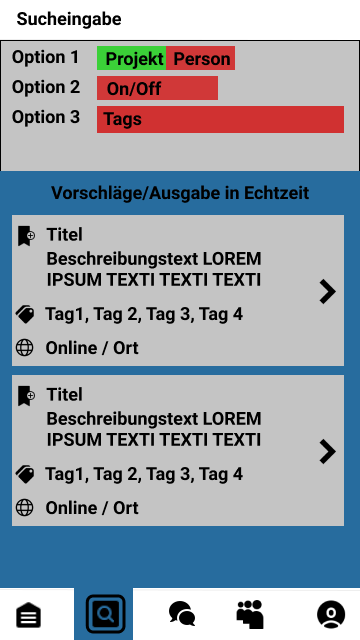 Sucheingabe
Option 1 Projekt Person
Option 2 On/Off
Option 3 Tags
Vorschläge/Ausgabe in Echtzeit
Titel
Beschreibungstext LOREM
IPSUM TEXTI TEXTI TEXTI
Tag1, Tag 2, Tag 3, Tag 4
Online / Ort
Titel
Beschreibungstext LOREM
IPSUM TEXTI TEXTI TEXTI
Tag1, Tag 2, Tag 3, Tag 4
Online / Ort